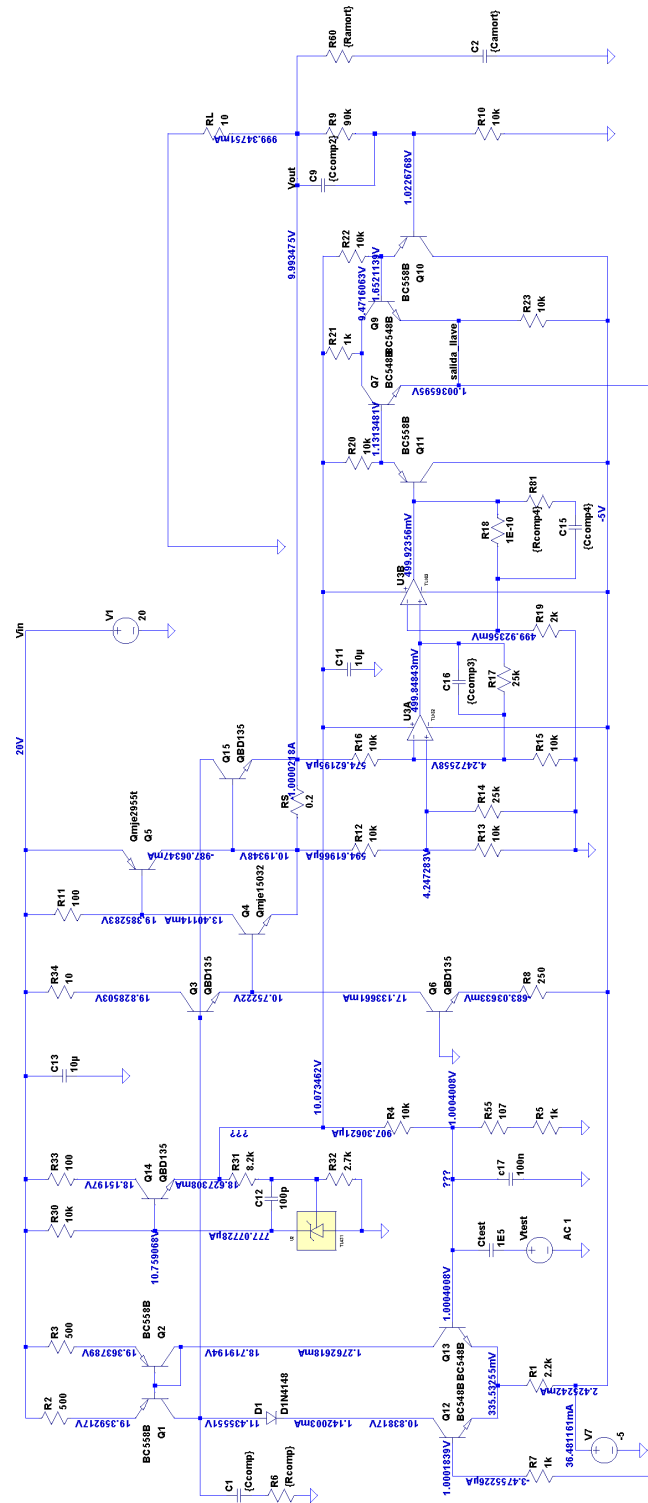 R2
500
R3
500
19.359217V
19.363789V
BC558B
Q1
BC558B
Q2
R30
10k
R33
100
18.15197V
Q14
QBD135
10.759068V
18.627308mA
C13
10µ
R34
10
19.82503V
Q3
QBD135
R11
100
19.385283V
13.40114mA
Q4
Qmje15032
Qmje2955t
Q5
-987.06347mA
10.19348V
Q15
QBD135
20V
Vin
V1
20
RL
10
999.34751mA
R60
{Ramort}
C2
{Camort}
Vout
9.993475V
C9
{Ccomp2}
R9
90k
R10
10k
1.0226768V
C1
{Ccomp}
R6
{Rcomp}
11.435551V
D1
D1N4148
1.142003mA
10.83817V
18.719194V
1.2762618mA
777.07728µA
???
R31
8.2k
C12
100p
R32
2.7k
U2
TL431
10.75222V
17.133661mA
Q6
QBD135
-683.03633mV
R8
250
RS
0.2
1.0000218A
R12
10k
594.61966µA
R16
10k
574.62195µA
R13
10k
R14
25k
R15
10k
4.247283V
4.2472558V
U3A
TL082
499.84843mV
C16
{Ccomp3}
R17
25k
C11
10µ
U3B
TL082
499.92356mV
499.92356mV
R18
1E-10
R19
2k
R81
{Rcomp4}
C15
{Ccomp4}
-5V
R20
10k
1.1313481V
BC558B
Q11
R21
1k
9.4716063V
Q7
BC548B
Q9
BC548B
1.6521139V
R22
10k
BC558B
Q10
R23
10k
salida_llave
1.0036595V
10.073462V
907.30621µA
R4
10k
1.0004008V
R55
107
R5
1k
???
c17
100n
Ctest
1E5
Vtest
AC 1
1.0004008V
Q12
BC548B
Q13
BC548B
335.53255mV
1.0001839V
R1
2.2k
2.425242mA
R7
1k
-3.4755226µA
36.481161mA
V7
-5